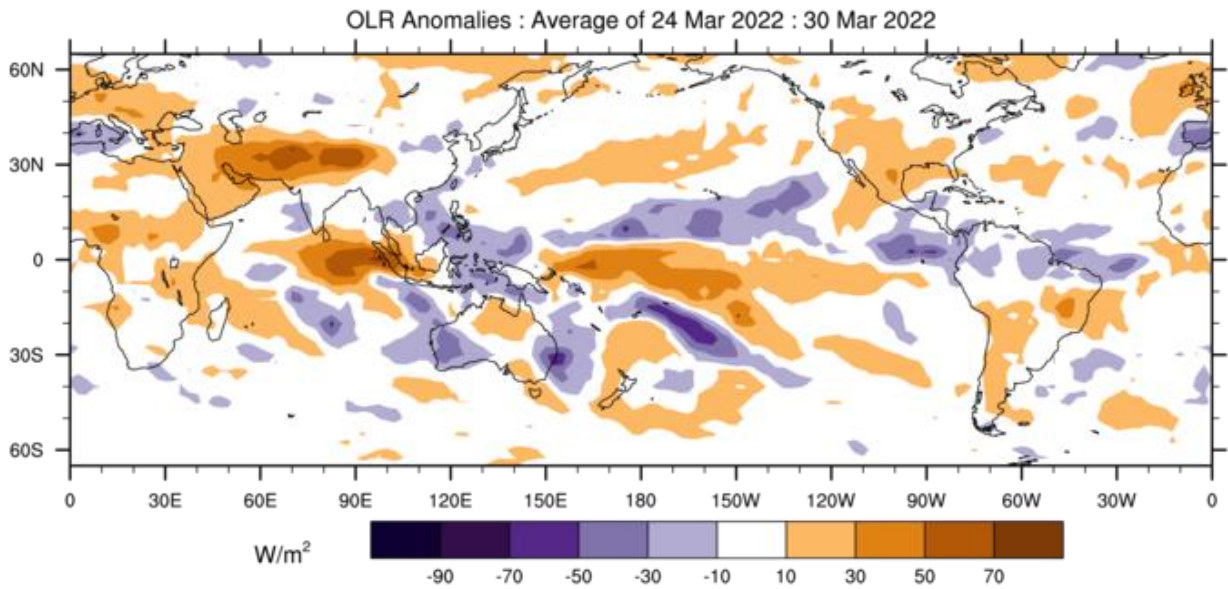 OLR Anomalies : Average of 24 Mar 2022 : 30 Mar 2022
60N
30N
0
30S
60S
0 30E 60E 90E 120E 150E 180 150W 120W 90W 60W 30W 0
W/m²
-90 -70 -50 -30 -10 10 30 50 70